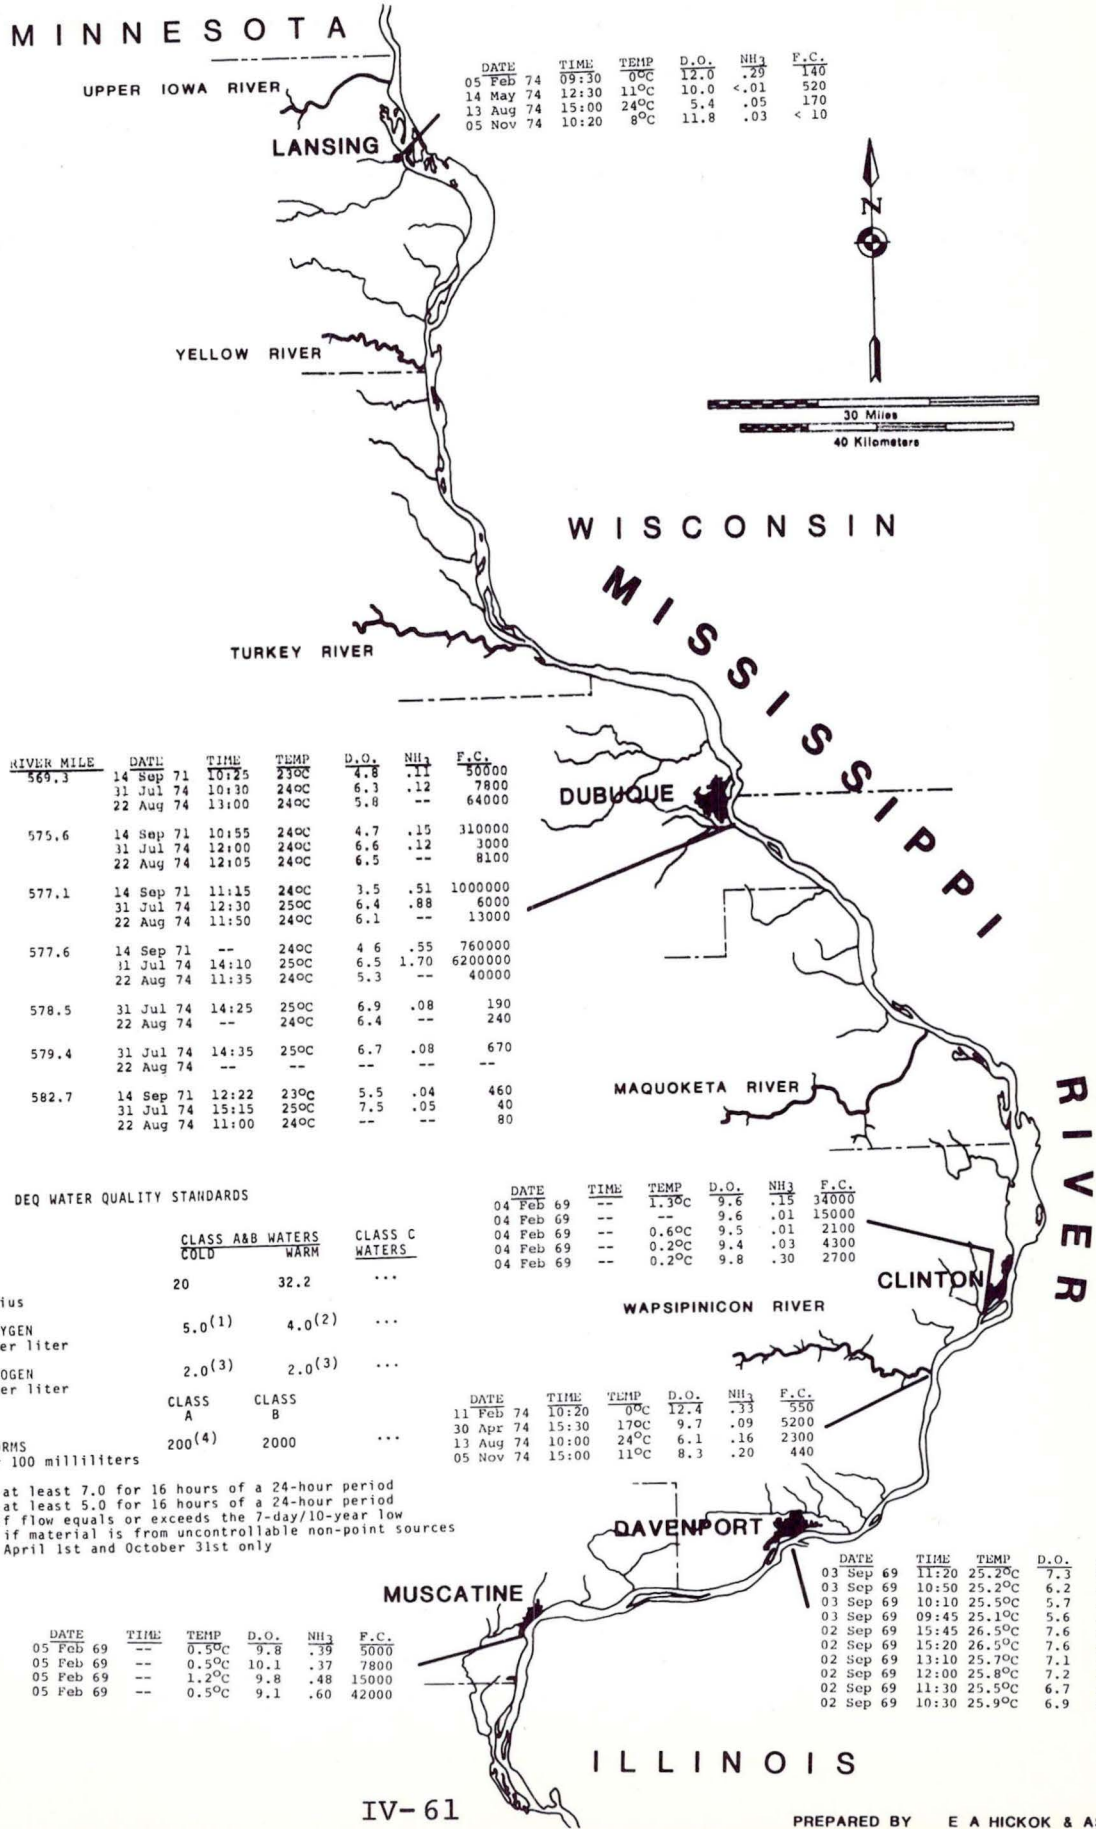 MINNESOTA
DATE TIME TEMP D.O. NH3 F.C.
05 Feb 74 09:30 0°C 12.0 .29 140
14 May 74 12:30 11°C 10.0 <.01 520
13 Aug 74 15:00 24°C 5.4 .05 170
05 Nov 74 10:20 8°C 11.8 .03 < 10
UPPER IOWA RIVER
LANSING
N
YELLOW RIVER
30 Miles
40 Kilometers
WISCONSIN
MISSISSIPPI
TURKEY RIVER
RIVER MILE DATE TIME TEMP D.O. NH3 F.C.
569.3 14 Sep 71 10:25 23°C 4.8 .11 50000
31 Jul 74 10:30 24°C 6.3 .12 7800
22 Aug 74 13:00 24°C 5.8 -- 64000
575.6 14 Sep 71 10:55 24°C 4.7 .15 310000
31 Jul 74 12:00 24°C 6.6 .12 3000
22 Aug 74 12:05 24°C 6.5 -- 8100
577.1 14 Sep 71 11:15 24°C 3.5 .51 1000000
31 Jul 74 12:30 25°C 6.4 .88 6000
22 Aug 74 11:50 24°C 6.1 -- 13000
577.6 14 Sep 71 -- 24°C 4 6 .55 760000
31 Jul 74 14:10 25°C 6.5 1.70 6200000
22 Aug 74 11:35 24°C 5.3 -- 40000
578.5 31 Jul 74 14:25 25°C 6.9 .08 190
22 Aug 74 -- 24°C 6.4 -- 240
579.4 31 Jul 74 14:35 25°C 6.7 .08 670
22 Aug 74 -- -- -- -- --
582.7 14 Sep 71 12:22 23°C 5.5 .04 460
31 Jul 74 15:15 25°C 7.5 .05 40
22 Aug 74 11:00 24°C -- -- 80
DUBUQUE
MAQUOKETA RIVER
RIVER
DEQ WATER QUALITY STANDARDS
CLASS A&B WATERS CLASS C
COLD WARM WATERS
20 32.2 ...
ius
YGEN 5.0(1) 4.0(2) ...
er liter
OGEN 2.0(3) 2.0(3) ...
er liter
CLASS CLASS
A B
RMS 200(4) 2000 ...
100 milliliters
at least 7.0 for 16 hours of a 24-hour period
at least 5.0 for 16 hours of a 24-hour period
f flow equals or exceeds the 7-day/10-year low
if material is from uncontrollable non-point sources
April 1st and October 31st only
DATE TIME TEMP D.O. NH3 F.C.
04 Feb 69 -- 1.3°C 9.6 .15 34000
04 Feb 69 -- -- 9.6 .01 15000
04 Feb 69 -- 0.6°C 9.5 .01 2100
04 Feb 69 -- 0.2°C 9.4 .03 4300
04 Feb 69 -- 0.2°C 9.8 .30 2700
CLINTON
WAPSIPINICON RIVER
DATE TIME TEMP D.O. NH3 F.C.
11 Feb 74 10:20 0°C 12.4 .33 550
30 Apr 74 15:30 17°C 9.7 .09 5200
13 Aug 74 10:00 24°C 6.1 .16 2300
05 Nov 74 15:00 11°C 8.3 .20 440
DAVENPORT
MUSCATINE
DATE TIME TEMP D.O.
03 Sep 69 11:20 25.2°C 7.3
03 Sep 69 10:50 25.2°C 6.2
03 Sep 69 10:10 25.5°C 5.7
03 Sep 69 09:45 25.1°C 5.6
02 Sep 69 15:45 26.5°C 7.6
02 Sep 69 15:20 26.5°C 7.6
02 Sep 69 13:10 25.7°C 7.1
02 Sep 69 12:00 25.8°C 7.2
02 Sep 69 11:30 25.5°C 6.7
02 Sep 69 10:30 25.9°C 6.9
DATE TIME TEMP D.O. NH3 F.C.
05 Feb 69 -- 0.5°C 9.8 .39 5000
05 Feb 69 -- 0.5°C 10.1 .37 7800
05 Feb 69 -- 1.2°C 9.8 .48 15000
05 Feb 69 -- 0.5°C 9.1 .60 42000
ILLINOIS
IV-61
PREPARED BY E A HICKOK & AS